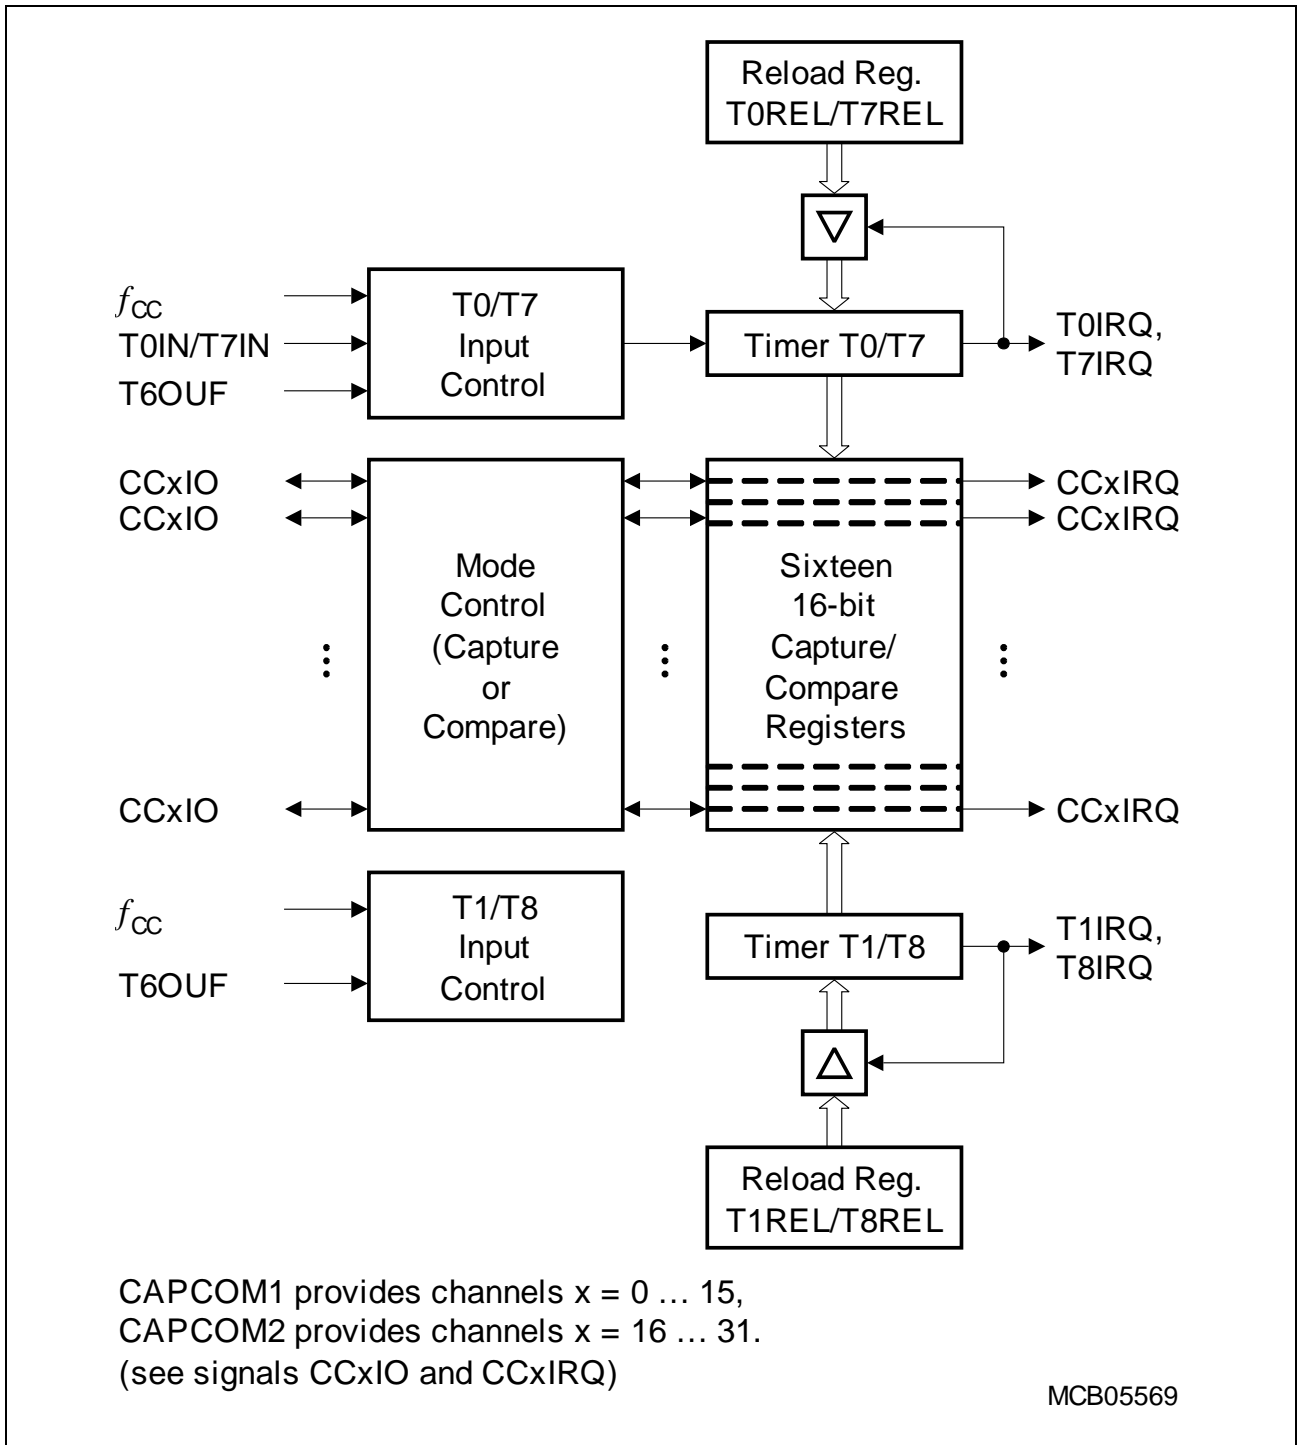 Reload Reg.
T0REL/T7REL
f CC
T0IN/T7IN
T6OUF
T0/T7
Input
Control
Timer T0/T7
T0IRQ,
T7IRQ
CCxIO
CCxIO
CCxIO
Mode
Control
(Capture
or
Compare)
Sixteen
16-bit
Capture/
Compare
Registers
CCxIRQ
CCxIRQ
CCxIRQ
f CC
T6OUF
T1/T8
Input
Control
Timer T1/T8
T1IRQ,
T8IRQ
Reload Reg.
T1REL/T8REL
CAPCOM1 provides channels x = 0 … 15,
CAPCOM2 provides channels x = 16 … 31.
(see signals CCxIO and CCxIRQ)
MCB05569